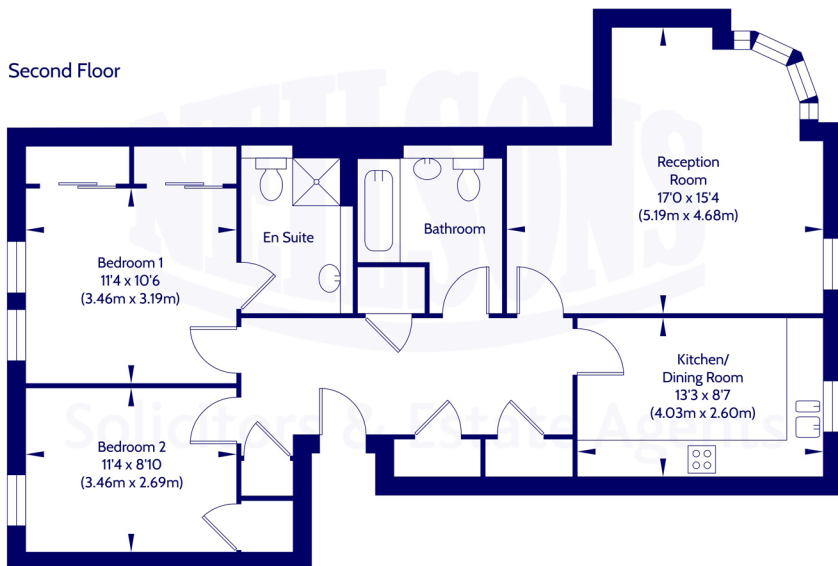 Second Floor
NEILSONS
Reception
Room
17'0 x 15'4
(5.19m x 4.68m)
En Suite
Bathroom
Bedroom 1
11'4 x 10'6
(3.46m x 3.19m)
Kitchen/
Dining Room
13'3 x 8'7
(4.03m x 2.60m)
Solicitors & Estate Agents
Bedroom 2
11'4 x 8'10
(3.46m x 2.69m)